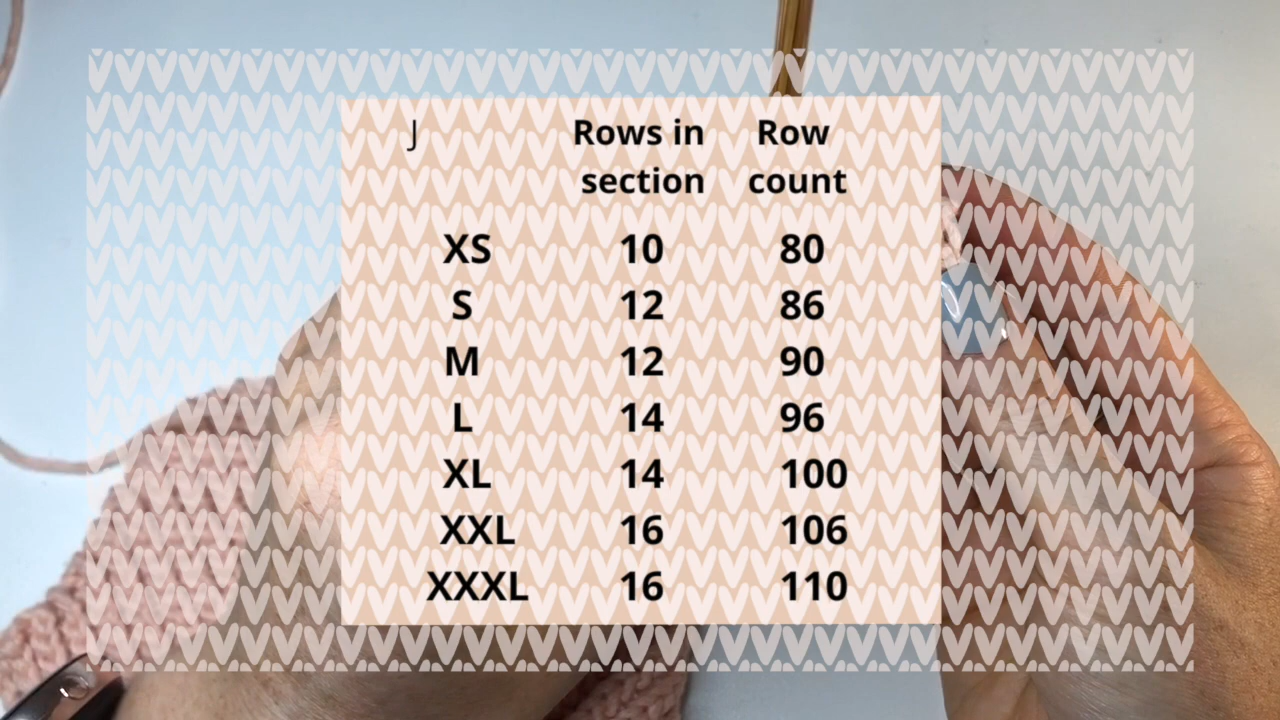 J Rows in Row
section count
XS 10 80
S 12 86
M 12 90
L 14 96
XL 14 100
XXL 16 106
XXXL 16 110